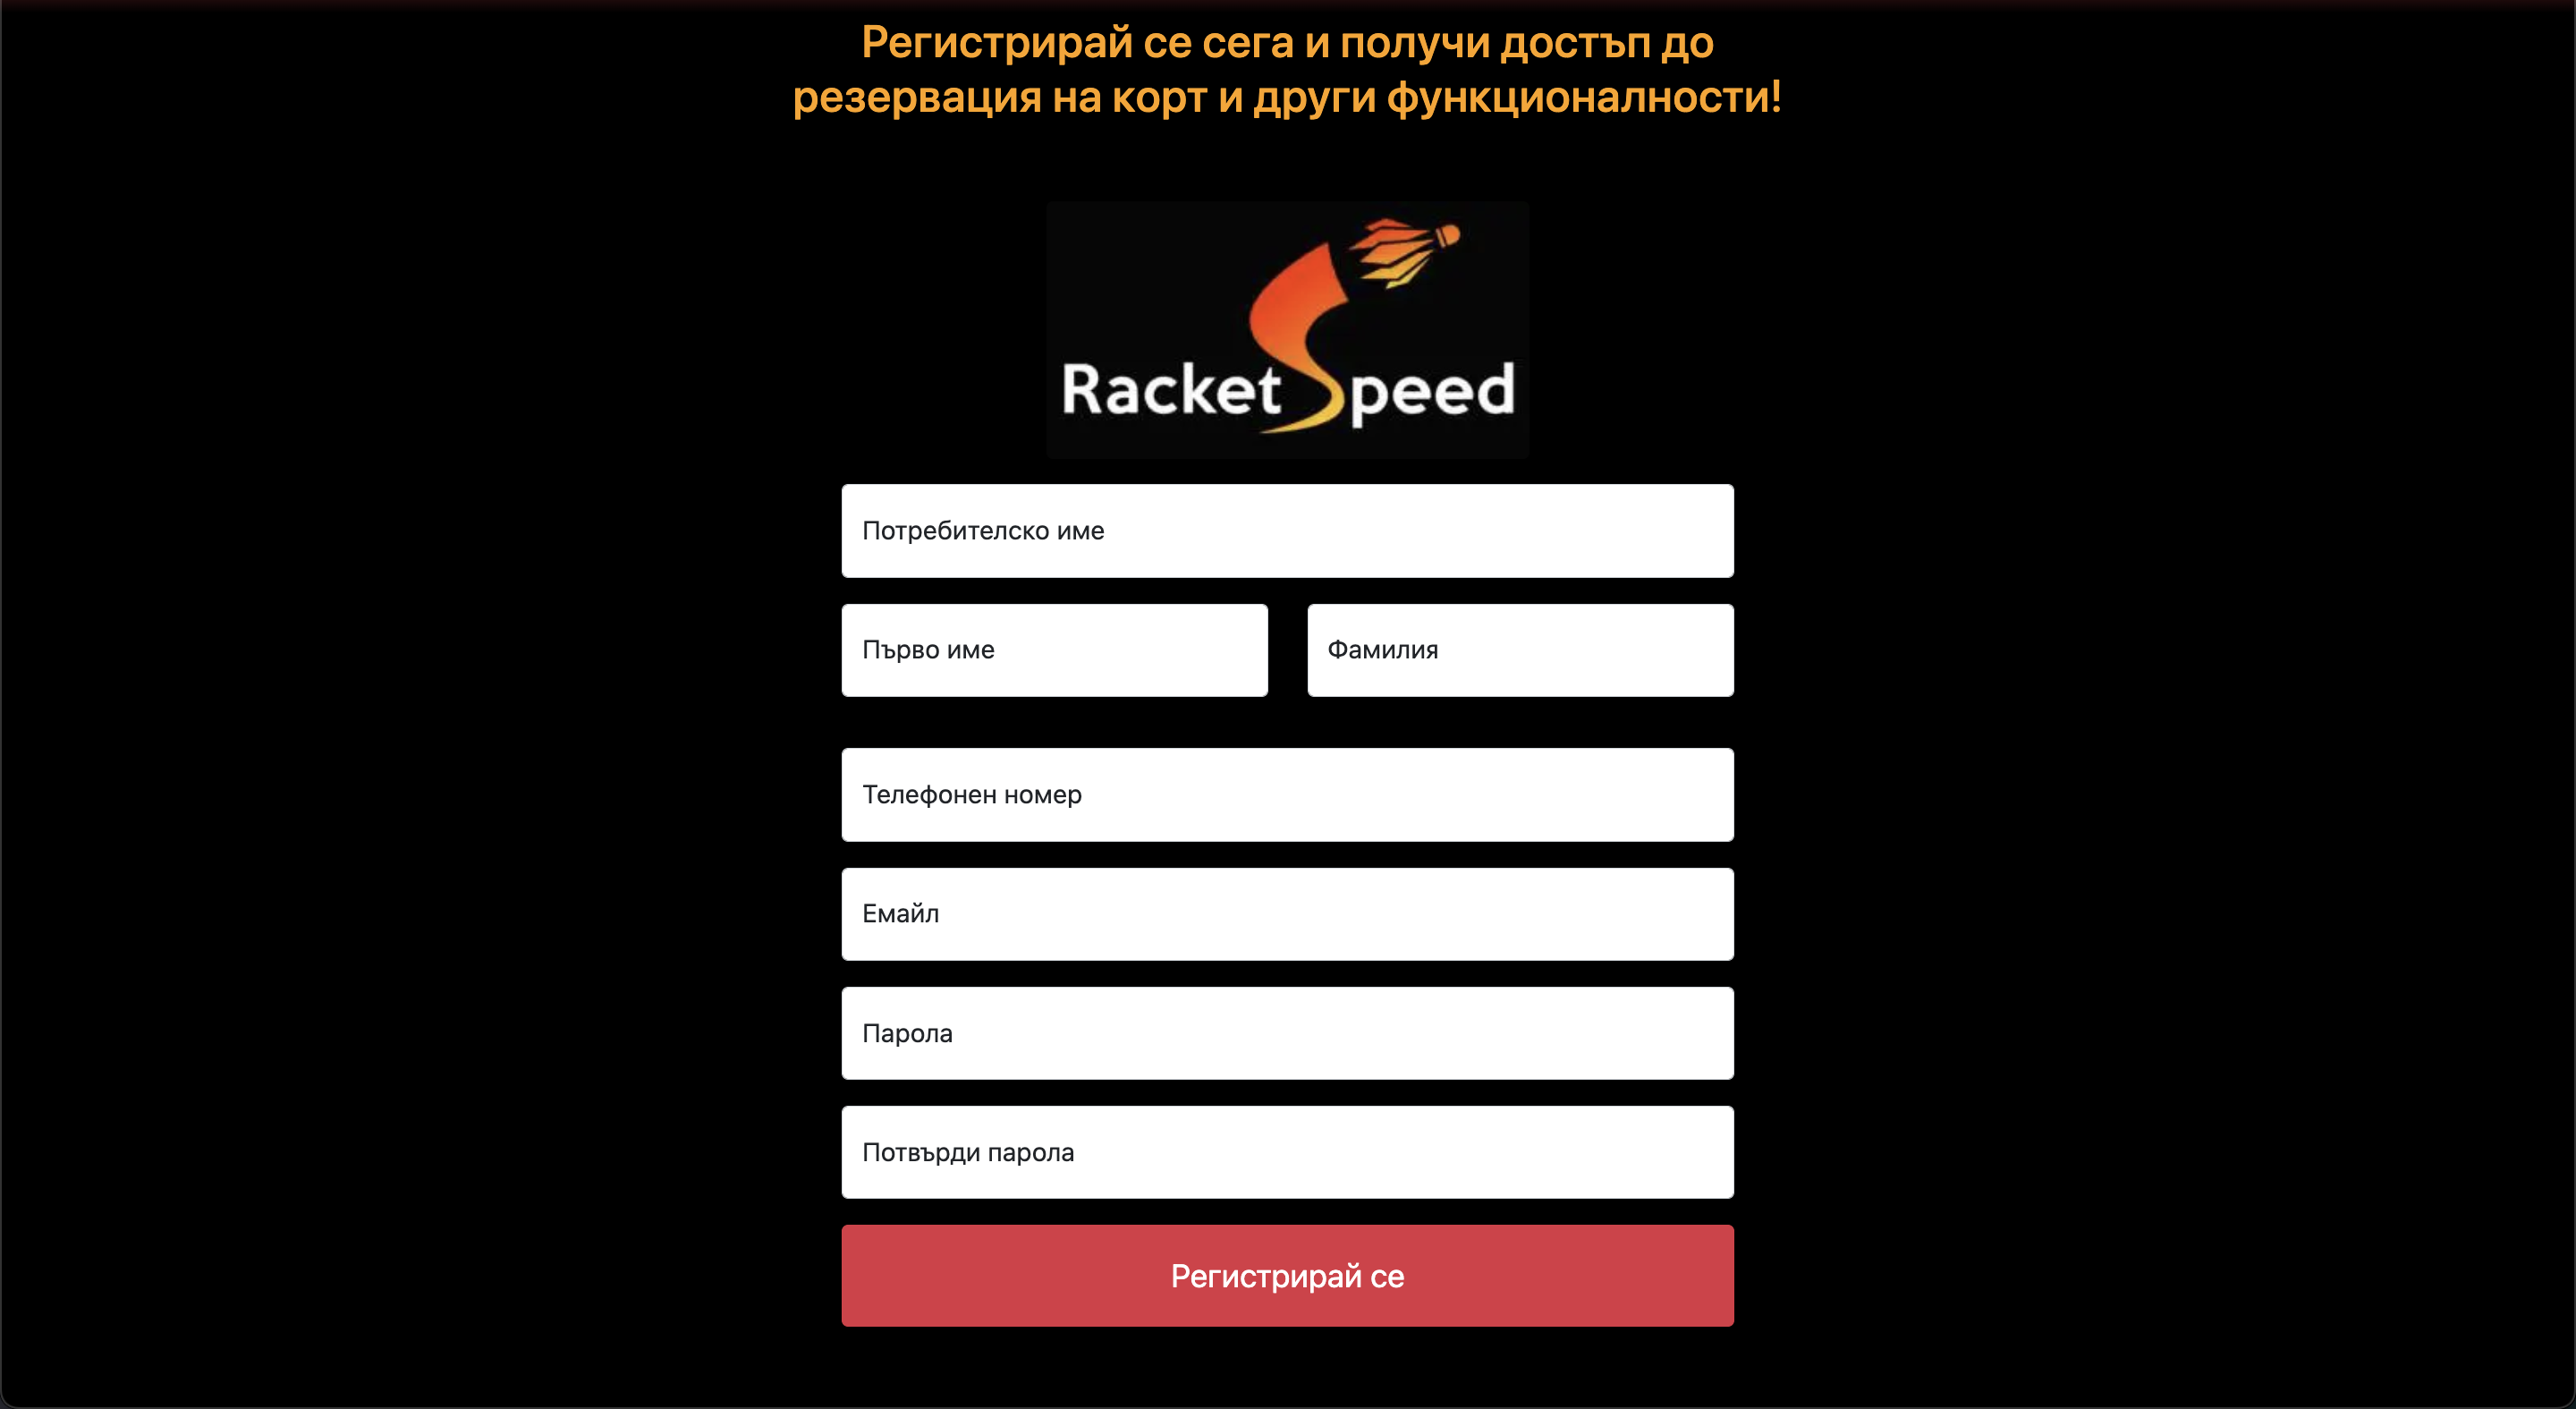 Регистрирай се сега и получи достъп до
резервация на корт и други функционалности!
RacketSpeed
Потребителско име
Първо име
Фамилия
Телефонен номер
Емайл
Парола
Потвърди парола
Регистрирай се